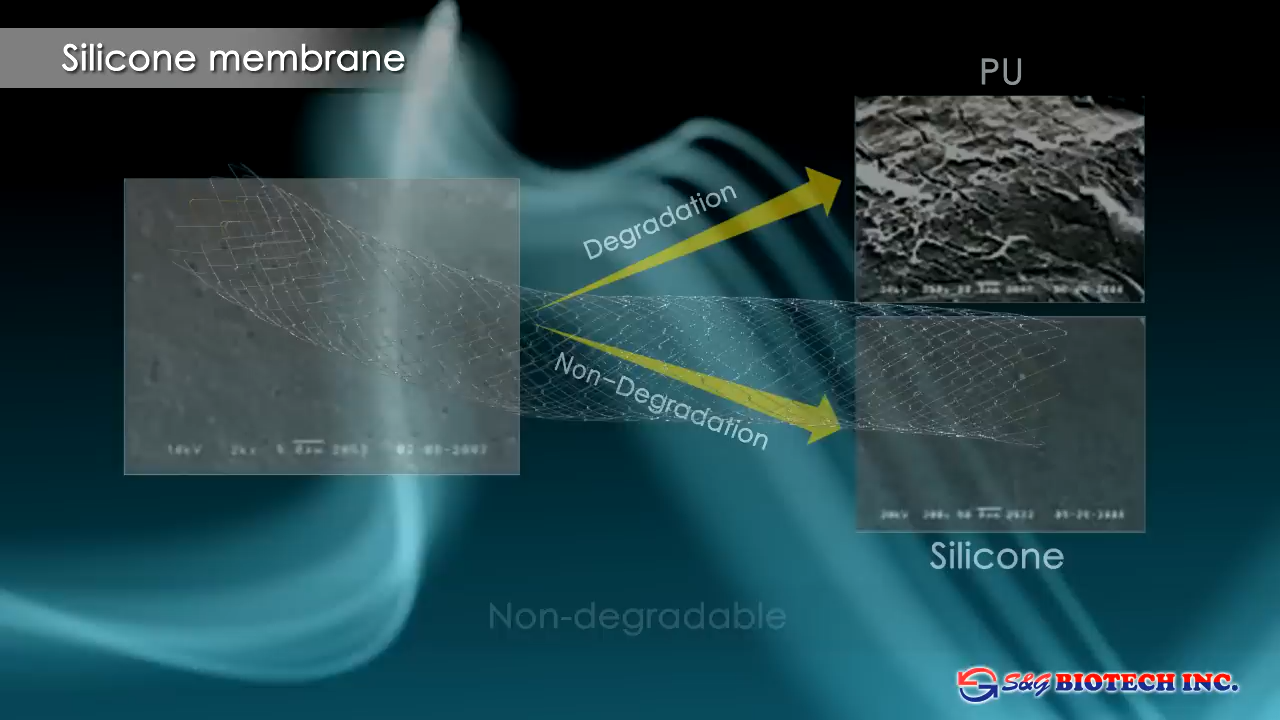 Silicone membrane
PU
Degradation
Non-Degradation
Silicone
Non-degradable
S&G BIOTECH INC.